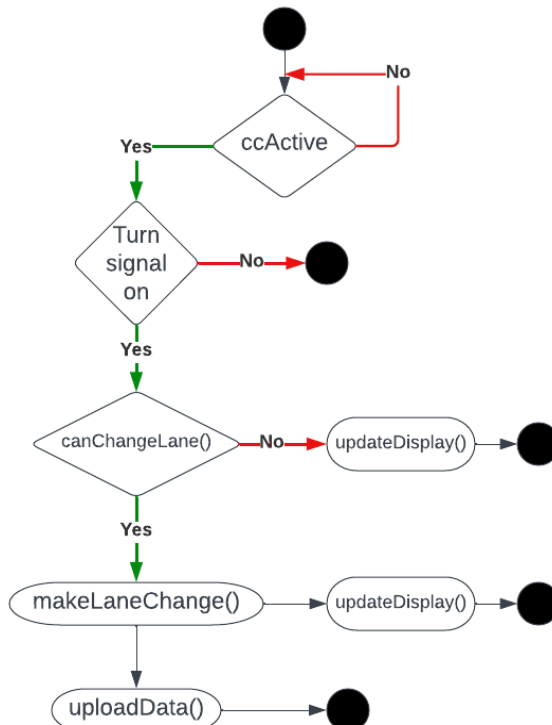 No
ccActive
Yes
Turn
signal
on
No
Yes
canChangeLane()
No
updateDisplay()
Yes
makeLaneChange()
updateDisplay()
uploadData()